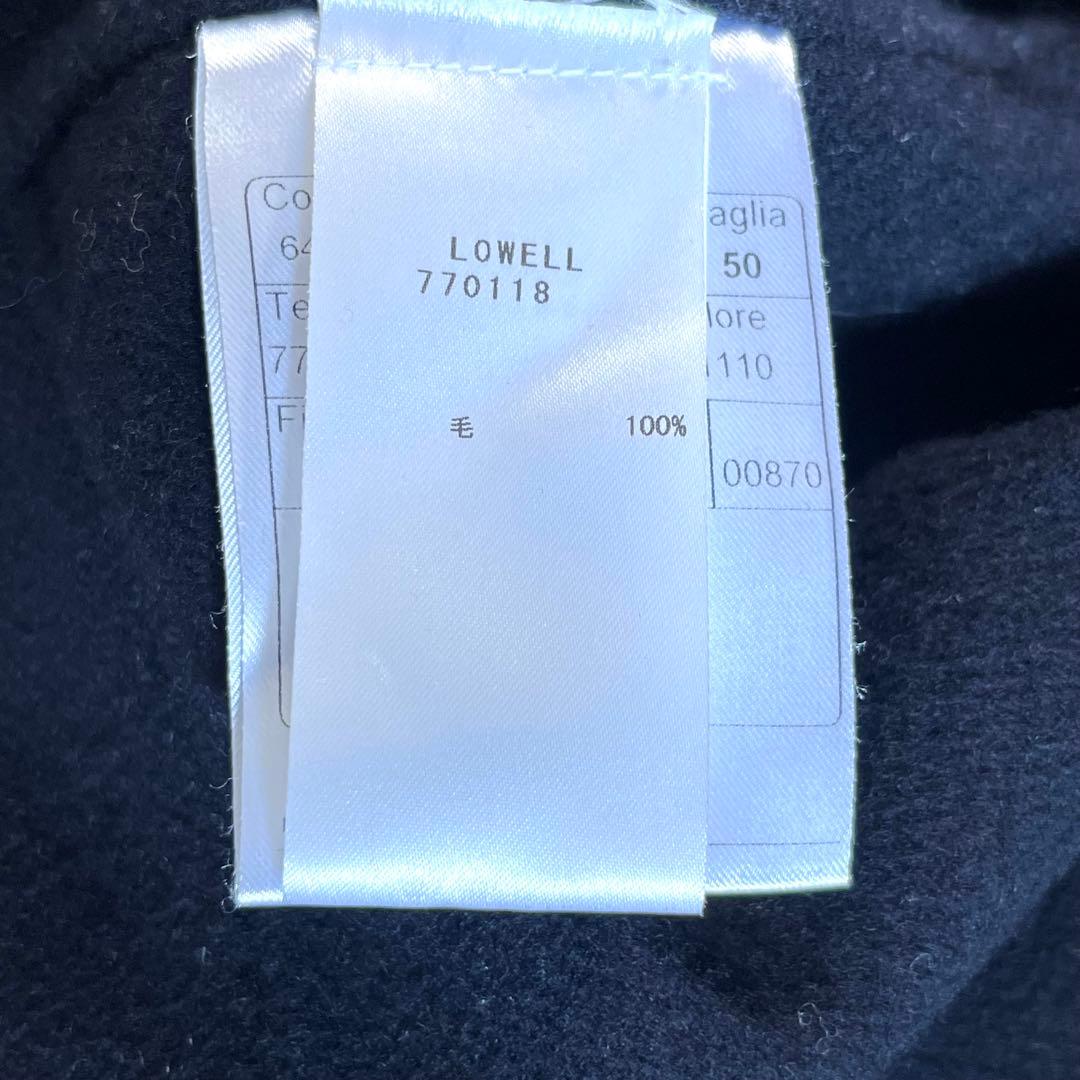 LOWELL
770118
毛 100%
Co
aglia
64
50
Te
lore
77
110
Fi
00870